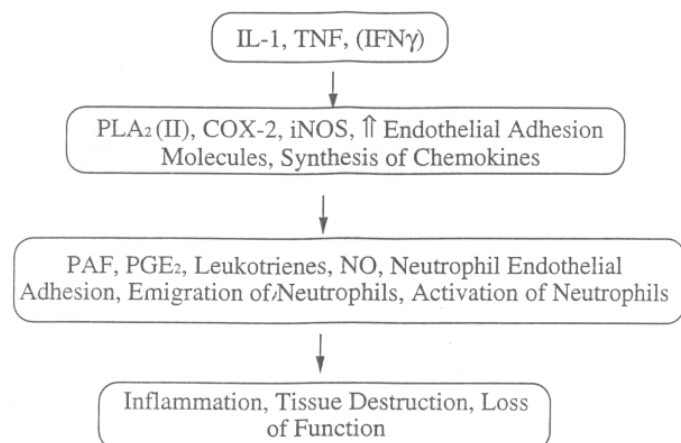 IL-1, TNF, (IFNγ)
PLA₂ (II), COX-2, iNOS, ⇑ Endothelial Adhesion
Molecules, Synthesis of Chemokines
PAF, PGE₂, Leukotrienes, NO, Neutrophil Endothelial
Adhesion, Emigration of Neutrophils, Activation of Neutrophils
Inflammation, Tissue Destruction, Loss
of Function